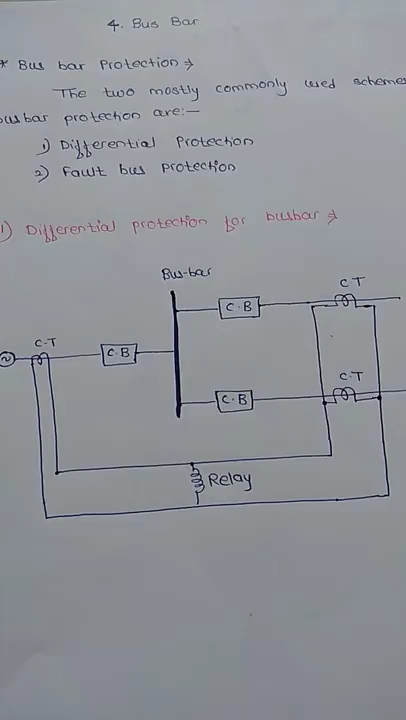 4. Bus Bar
* Bus bar Protection ⇒
The two mostly commonly used schemes
busbar protection are:-
1) Differential Protection
2) Fault bus protection
1) Differential protection for busbar ⇒
Bus-bar
C.T
C.B
C.T
C.B
C.T
C.B
Relay